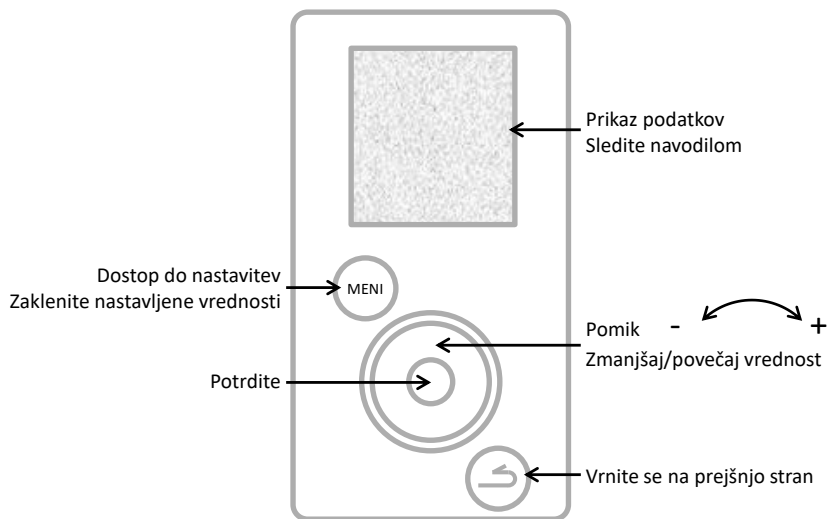 Prikaz podatkov
Sledite navodilom
Dostop do nastavitev
Zaklenite nastavljene vrednosti
MENI
Pomik - +
Zmanjšaj/povečaj vrednost
Potrdite
Vrnite se na prejšnjo stran